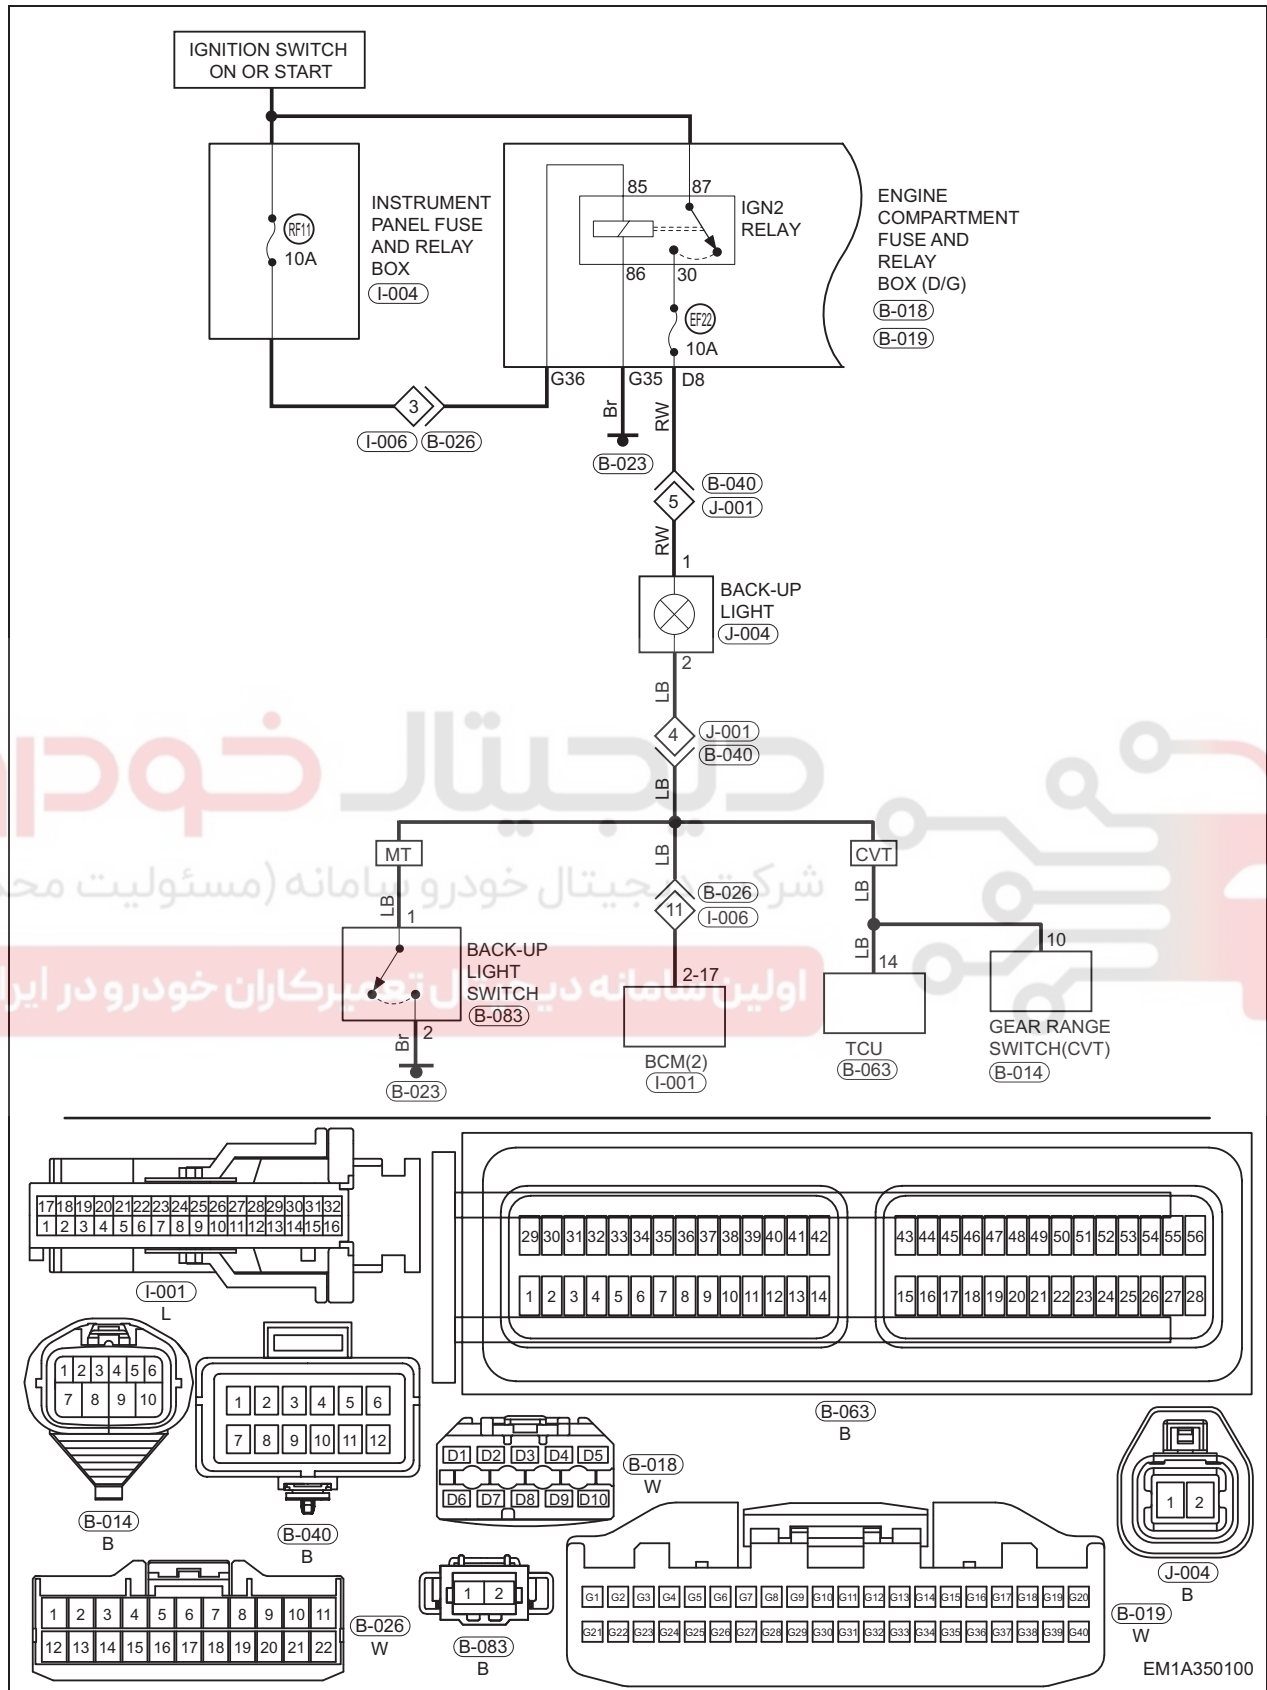 IGNITION SWITCH
ON OR START
INSTRUMENT
PANEL FUSE
AND RELAY
BOX
I-004
RF11
10A
85
87
IGN2
RELAY
86
30
EF22
10A
ENGINE
COMPARTMENT
FUSE AND
RELAY
BOX (D/G)
B-018
B-019
G36
G35
D8
3
I-006
B-026
Br
B-023
RW
5
B-040
J-001
RW
1
BACK-UP
LIGHT
J-004
2
LB
4
J-001
B-040
LB
دیجیتال خودرو
شرکت دیجیتال خودرو سامانه (مسئولیت محد
اولین سامانه دیجیتال تعمیرکاران خودرو در ایرا
MT
LB
CVT
LB
1
11
B-026
I-006
LB
14
10
BACK-UP
LIGHT
SWITCH
B-083
2
Br
B-023
2-17
BCM(2)
I-001
TCU
B-063
GEAR RANGE
SWITCH(CVT)
B-014
17 18 19 20 21 22 23 24 25 26 27 28 29 30 31 32
1 2 3 4 5 6 7 8 9 10 11 12 13 14 15 16
I-001
L
29 30 31 32 33 34 35 36 37 38 39 40 41 42
43 44 45 46 47 48 49 50 51 52 53 54 55 56
1 2 3 4 5 6 7 8 9 10 11 12 13 14
15 16 17 18 19 20 21 22 23 24 25 26 27 28
B-063
B
1 2 3 4 5 6
7 8 9 10
B-014
B
1 2 3 4 5 6
7 8 9 10 11 12
B-040
B
D1 D2 D3 D4 D5
D6 D7 D8 D9 D10
B-018
W
1 2
J-004
B
1 2 3 4 5 6 7 8 9 10 11
12 13 14 15 16 17 18 19 20 21 22
B-026
W
1 2
B-083
B
G1 G2 G3 G4 G5 G6 G7 G8 G9 G10 G11 G12 G13 G14 G15 G16 G17 G18 G19 G20
G21 G22 G23 G24 G25 G26 G27 G28 G29 G30 G31 G32 G33 G34 G35 G36 G37 G38 G39 G40
B-019
W
EM1A350100